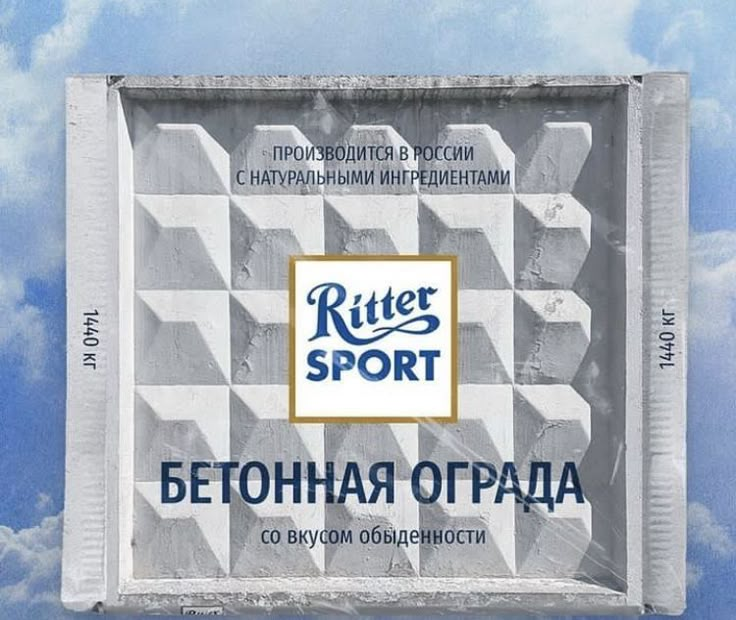 ПРОИЗВОДИТСЯ В РОССИИ
С НАТУРАЛЬНЫМИ ИНГРЕДИЕНТАМИ
1440 кг
Ritter
SPORT
1440 кг
БЕТОННАЯ ОГРАДА
со вкусом обыденности